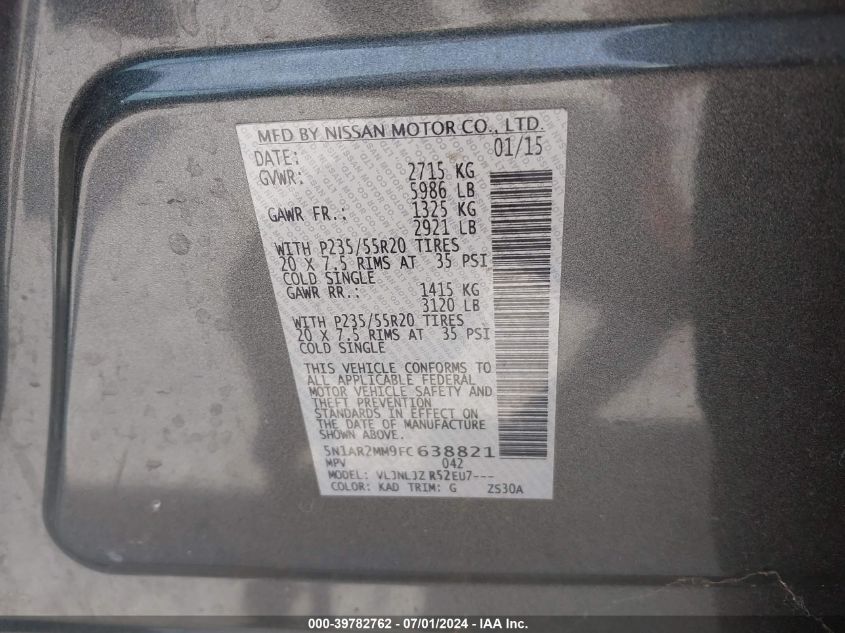 MFD BY NISSAN MOTOR CO., LTD.
DATE: 01/15
GVWR: 2715 KG
5986 LB
GAWR FR.: 1325 KG
2921 LB
WITH P235/55R20 TIRES
20 X 7.5 RIMS AT 35 PSI
COLD SINGLE
GAWR RR.: 1415 KG
3120 LB
WITH P235/55R20 TIRES
20 X 7.5 RIMS AT 35 PSI
COLD SINGLE
THIS VEHICLE CONFORMS TO
ALL APPLICABLE FEDERAL
MOTOR VEHICLE SAFETY AND
THEFT PREVENTION
STANDARDS IN EFFECT ON
THE DATE OF MANUFACTURE
SHOWN ABOVE.
5N1AR2MM9FC638821
MPV 042
MODEL: VLJNLJZ R52EU7---
COLOR: KAD TRIM: G ZS30A
000-39782762 - 07/01/2024 - IAA Inc.